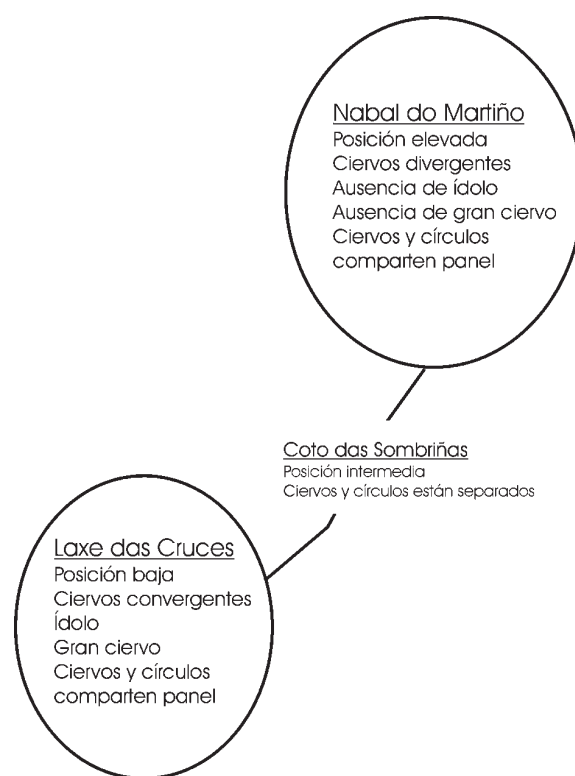 Nabal do Martiño
Posición elevada
Ciervos divergentes
Ausencia de ídolo
Ausencia de gran ciervo
Ciervos y círculos
comparten panel
Coto das Sombriñas
Posición intermedia
Ciervos y círculos están separados
Laxe das Cruces
Posición baja
Ciervos convergentes
Ídolo
Gran ciervo
Ciervos y círculos
comparten panel